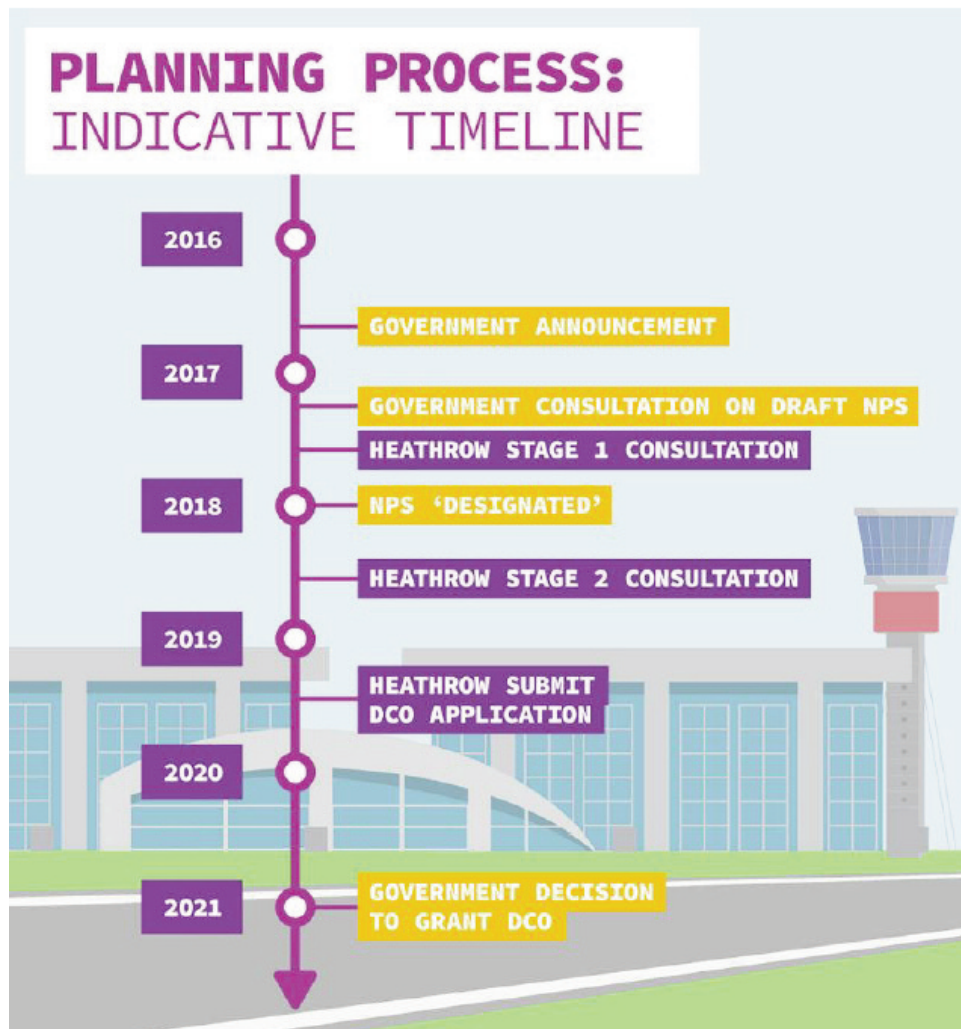 PLANNING PROCESS:
INDICATIVE TIMELINE
2016
GOVERNMENT ANNOUNCEMENT
2017
GOVERNMENT CONSULTATION ON DRAFT NPS
HEATHROW STAGE 1 CONSULTATION
2018
NPS ‘DESIGNATED’
HEATHROW STAGE 2 CONSULTATION
2019
HEATHROW SUBMIT
DCO APPLICATION
2020
2021
GOVERNMENT DECISION
TO GRANT DCO